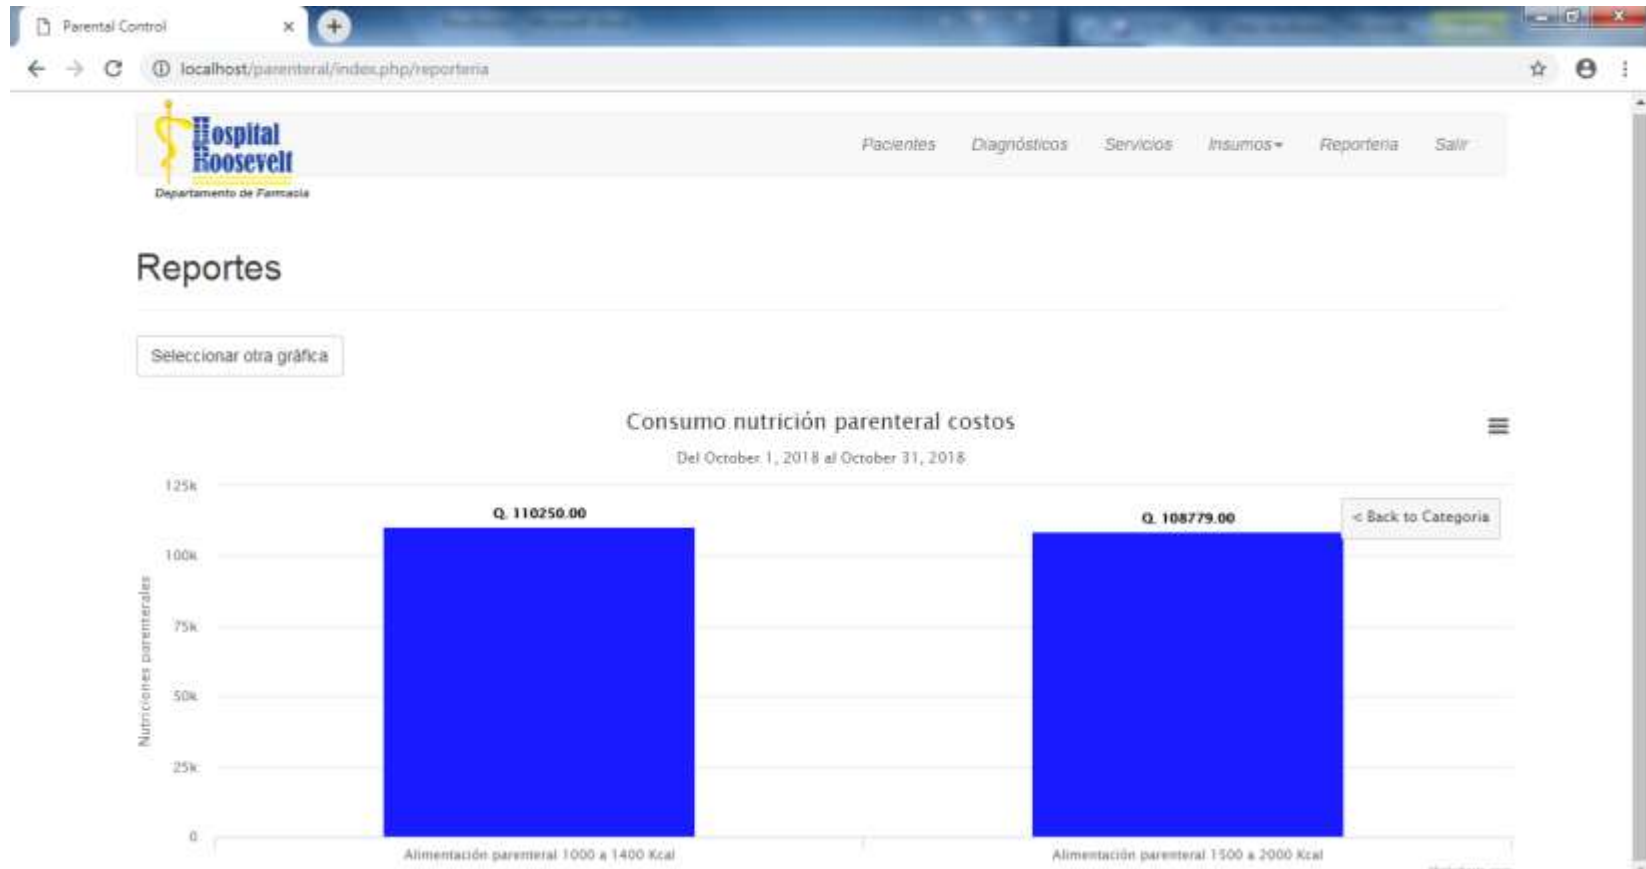 Parental Control
localhost/parenteral/index.php/reporteria
Hospital
Roosevelt
Departamento de Farmacia
Pacientes Diagnósticos Servicios Insumos Reporteria Salir
Reportes
Seleccionar otra gráfica
Consumo nutrición parenteral costos
Del October 1, 2018 al October 31, 2018
125k
Q. 110250.00
Q. 108779.00
< Back to Categoria
100k
75k
50k
25k
0
Nutriciones parenterales
Alimentación parenteral 1000 a 1400 Kcal
Alimentación parenteral 1500 a 2000 Kcal